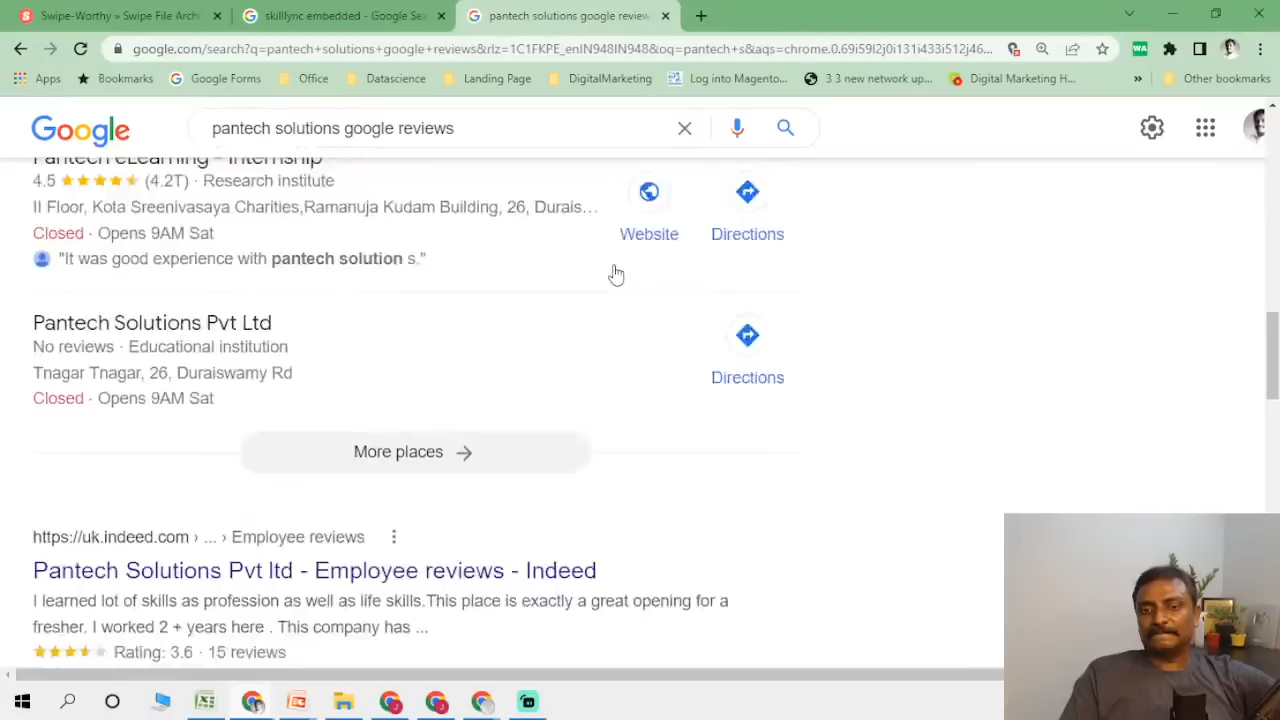 Swipe-Worthy » Swipe File Archi
skilllync embedded - Google Sea
pantech solutions google review
google.com/search?q=pantech+solutions+google+reviews&rlz=1C1FKPE_enIN948IN948&oq=pantech+s&aqs=chrome.0.69i59l2j0i131i433i512j46...
Apps
Bookmarks
Google Forms
Office
Datascience
Landing Page
DigitalMarketing
Log into Magento...
3 3 new network up...
Digital Marketing H...
»
Other bookmarks
WA
Google
pantech solutions google reviews
Pantech eLearning - Internship
4.5 (4.2T) · Research institute
II Floor, Kota Sreenivasaya Charities,Ramanuja Kudam Building, 26, Durais...
Closed · Opens 9AM Sat
"It was good experience with pantech solution s."
Website
Directions
Pantech Solutions Pvt Ltd
No reviews · Educational institution
Tnagar Tnagar, 26, Duraiswamy Rd
Closed · Opens 9AM Sat
Directions
More places
https://uk.indeed.com › ... › Employee reviews
Pantech Solutions Pvt ltd - Employee reviews - Indeed
I learned lot of skills as profession as well as life skills.This place is exactly a great opening for a
fresher. I worked 2 + years here . This company has ...
Rating: 3.6 · 15 reviews